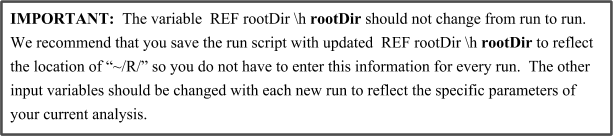 IMPORTANT:  The variable  REF rootDir \h rootDir should not change from run to run.
We recommend that you save the run script with updated  REF rootDir \h rootDir to reflect
the location of “~/R/” so you do not have to enter this information for every run.  The other
input variables should be changed with each new run to reflect the specific parameters of
your current analysis.